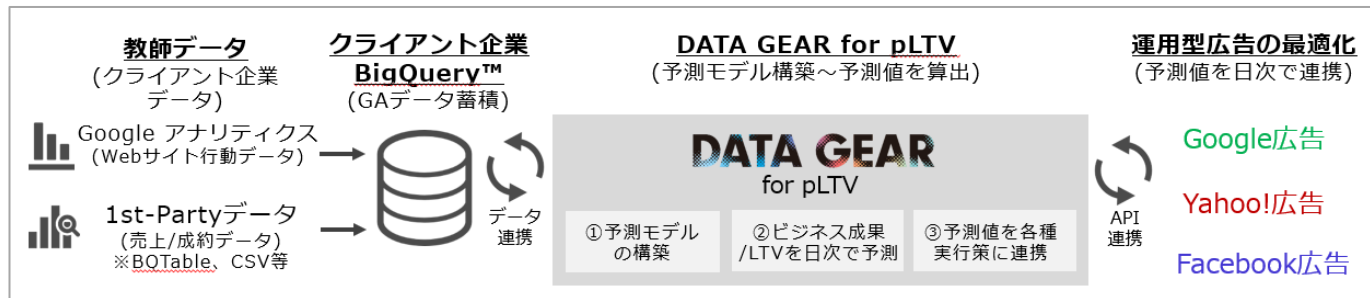 教師データ
(クライアント企業
データ)
Google アナリティクス
(Webサイト行動データ)
1st-Partyデータ
(売上/成約データ)
※BQTable、CSV等
クライアント企業
BigQuery™
(GAデータ蓄積)
データ
連携
DATA GEAR for pLTV
(予測モデル構築～予測値を算出)
DATA GEAR
for pLTV
①予測モデル
の構築
②ビジネス成果
/LTVを日次で予測
③予測値を各種
実行策に連携
API
連携
運用型広告の最適化
(予測値を日次で連携)
Google広告
Yahoo!広告
Facebook広告